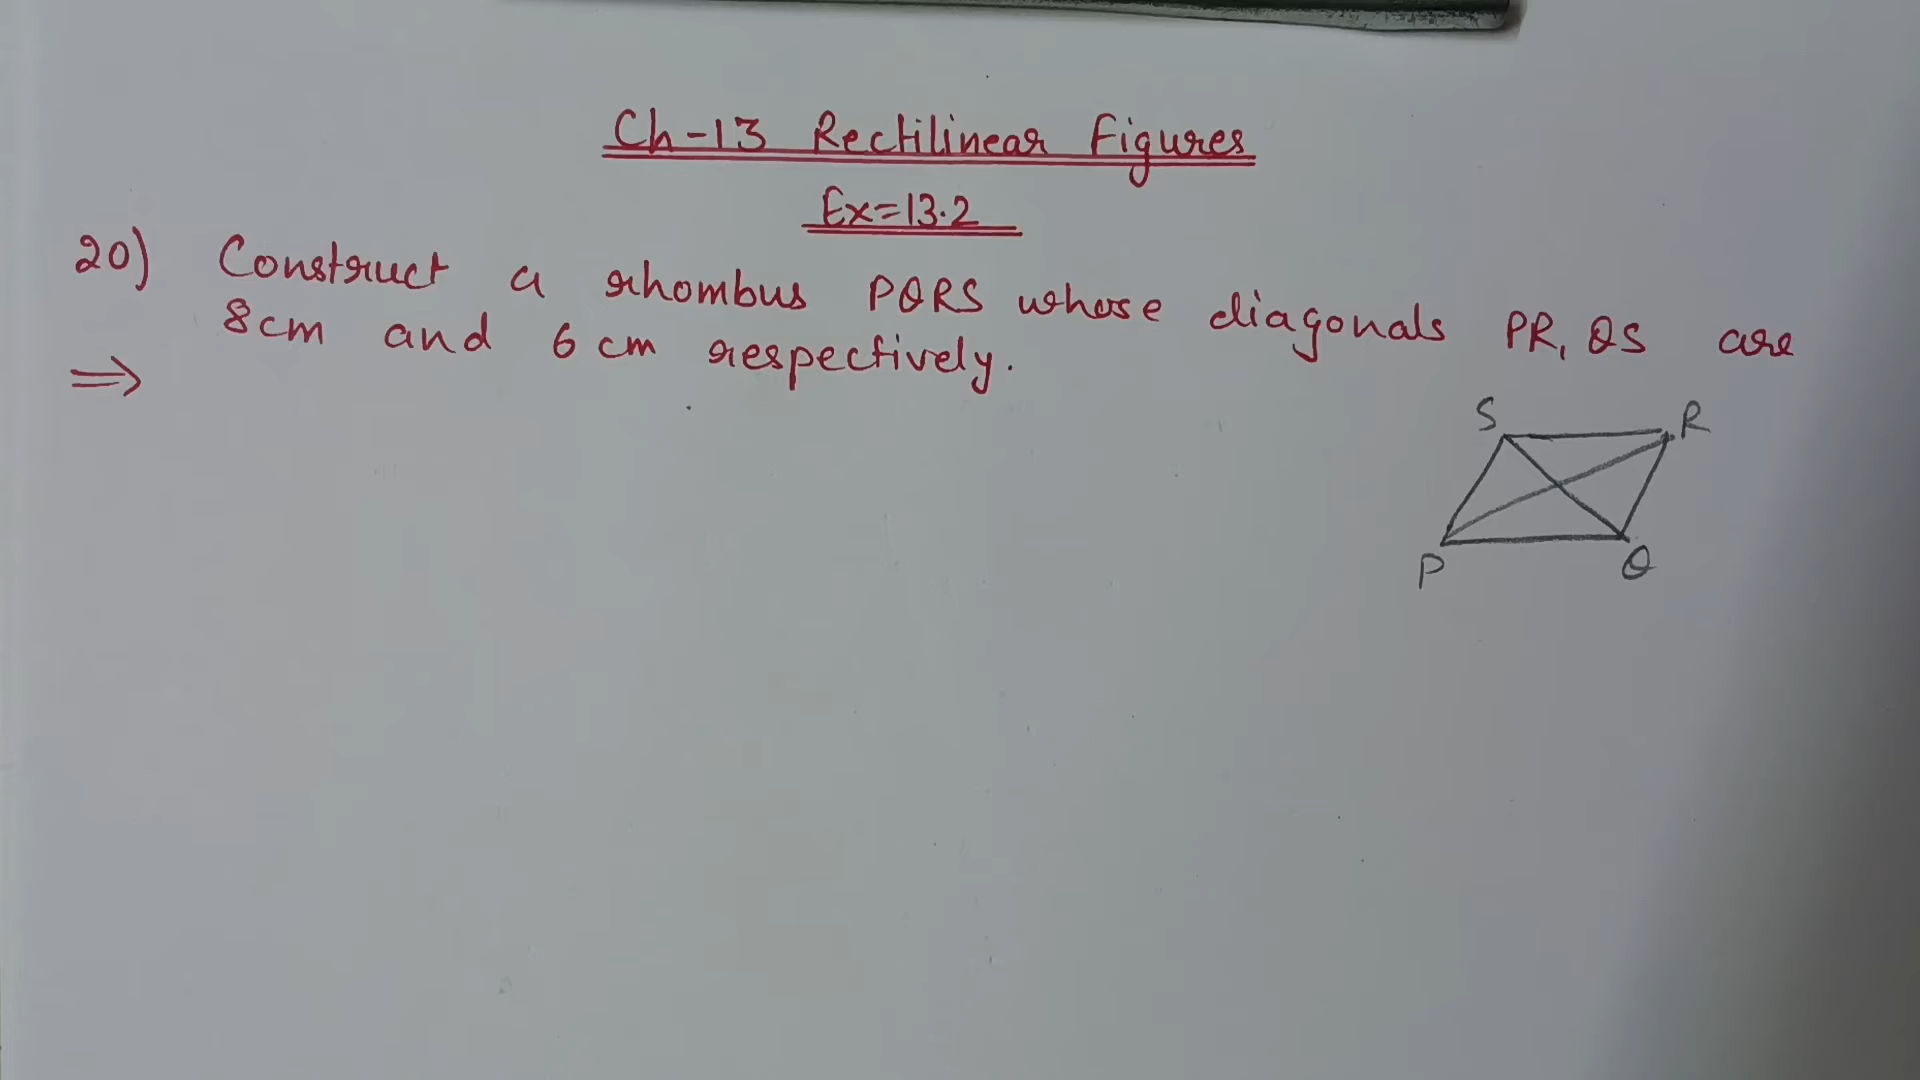 Ch-13 Rectilinear Figures
Ex=13.2
20) Construct a rhombus PQRS whose diagonals PR, QS are
8cm and 6 cm respectively.
⇒
S R
P Q